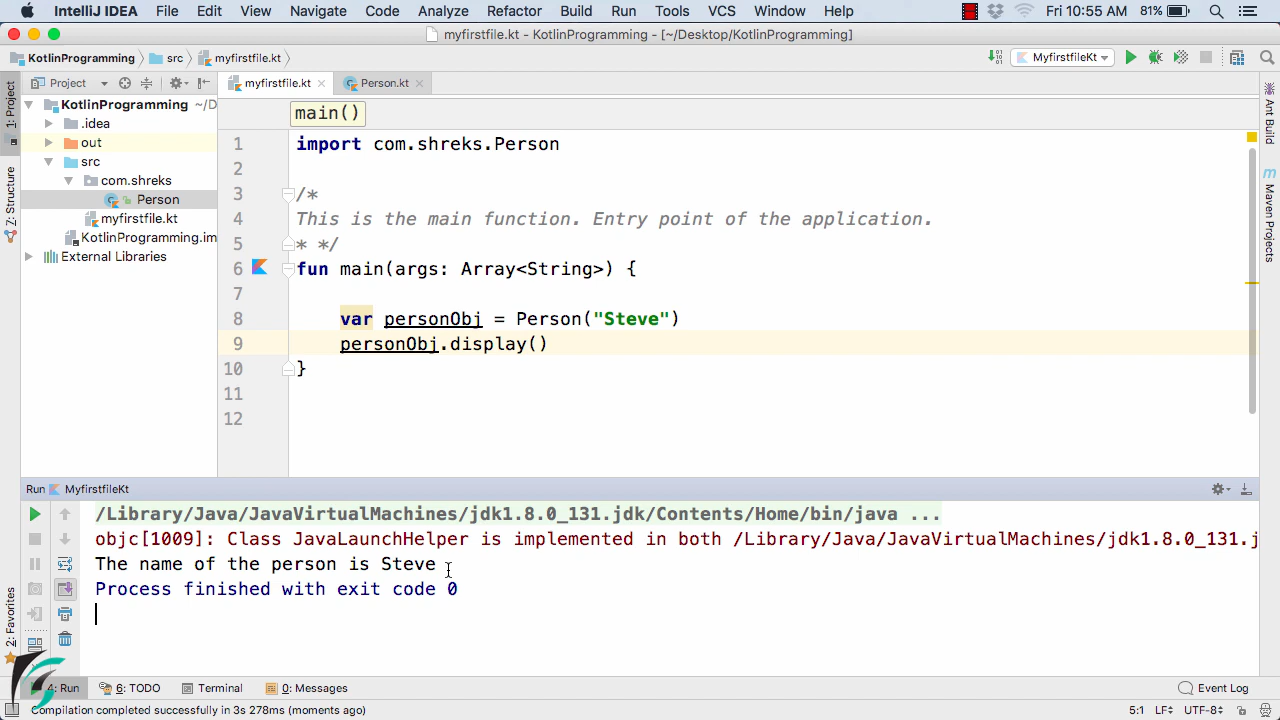 IntelliJ IDEA File Edit View Navigate Code Analyze Refactor Build Run Tools VCS Window Help Fri 10:55 AM 81%
myfirstfile.kt - KotlinProgramming - [~/Desktop/KotlinProgramming]
KotlinProgramming src myfirstfile.kt MyfirstfileKt
Project myfirstfile.kt Person.kt
1: Project
Z: Structure
2: Favorites
KotlinProgramming ~/D
.idea
out
src
com.shreks
Person
myfirstfile.kt
KotlinProgramming.im
External Libraries
main()
1 import com.shreks.Person
2
3 /*
4 This is the main function. Entry point of the application.
5 * */
6 fun main(args: Array<String>) {
7
8 var personObj = Person("Steve")
9 personObj.display()
10 }
11
12
Ant Build
Maven Projects
Run MyfirstfileKt
/Library/Java/JavaVirtualMachines/jdk1.8.0_131.jdk/Contents/Home/bin/java ...
objc[1009]: Class JavaLaunchHelper is implemented in both /Library/Java/JavaVirtualMachines/jdk1.8.0_131.j
The name of the person is Steve
Process finished with exit code 0
4: Run 6: TODO Terminal 0: Messages Event Log
Compilation completed successfully in 3s 278ms (moments ago) 5:1 LF÷ UTF-8÷